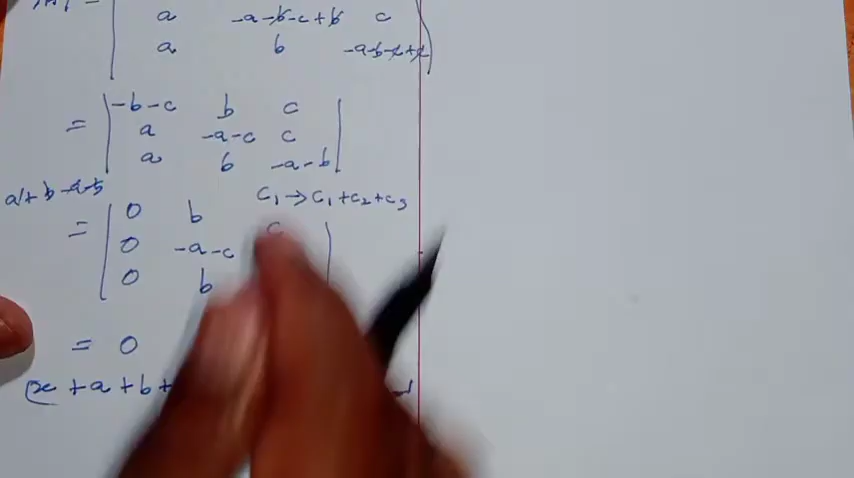 a -a-b-c+b c
a b -a-b-c+c
= | -b-c b c |
| a -a-c c |
| a b -a-b |
a+b-a-b C₁→C₁+C₂+C₃
= | 0 b c |
| 0 -a-c
| 0 b
= 0
(x+a+b+